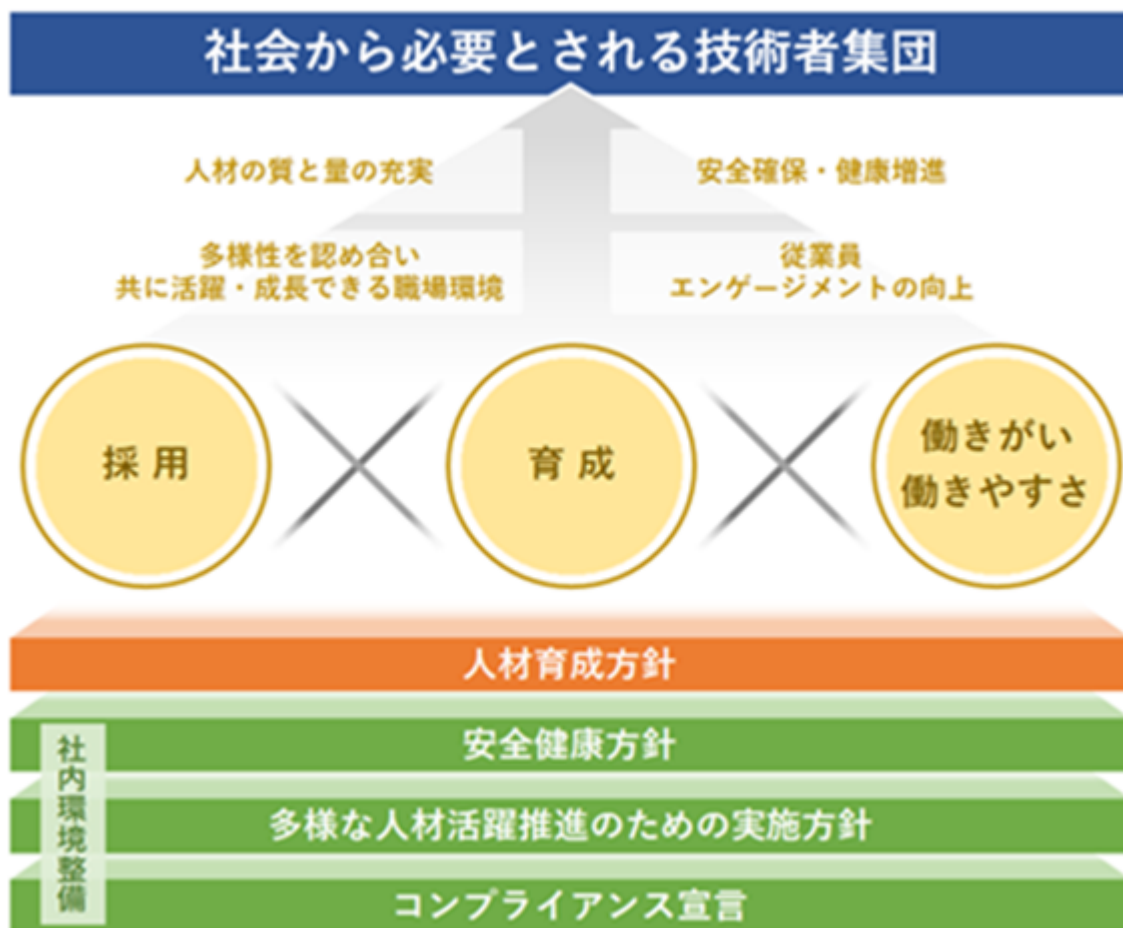 社会から必要とされる技術者集団
人材の質と量の充実
安全確保・健康増進
多様性を認め合い
共に活躍・成長できる職場環境
従業員
エンゲージメントの向上
採用
育成
働きがい
働きやすさ
人材育成方針
社内環境整備
安全健康方針
多様な人材活躍推進のための実施方針
コンプライアンス宣言